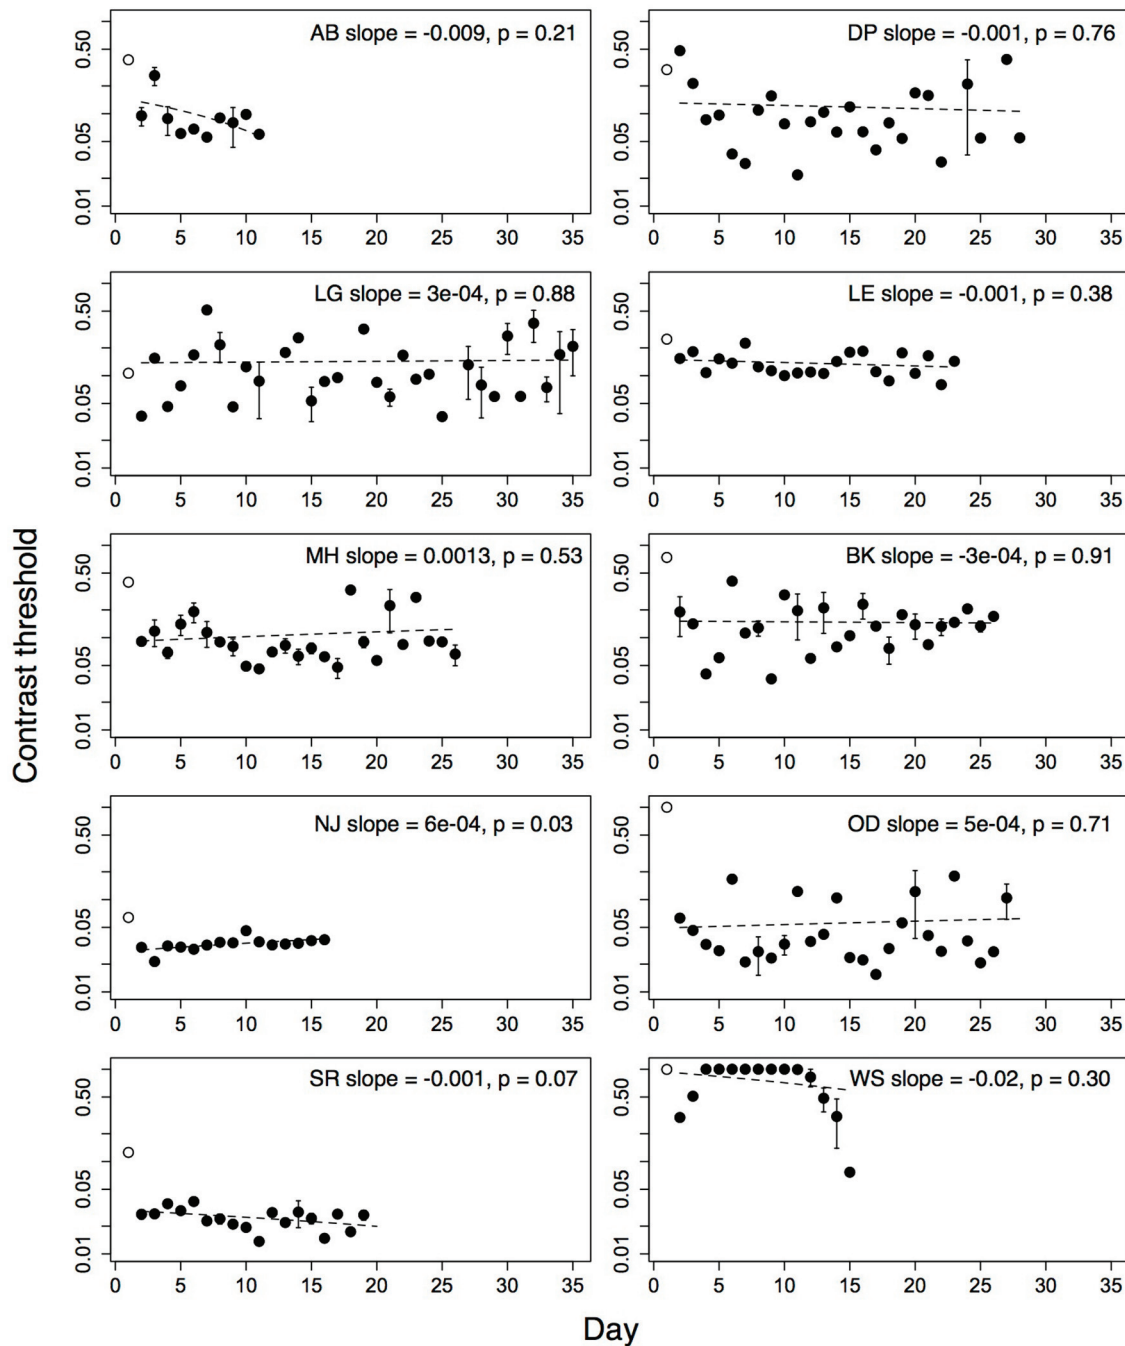 AB slope = -0.009, p = 0.21
0.50
0.05
0.01
0 5 10 15 20 25 30 35
DP slope = -0.001, p = 0.76
0.50
0.05
0.01
0 5 10 15 20 25 30 35
LG slope = 3e-04, p = 0.88
0.50
0.05
0.01
0 5 10 15 20 25 30 35
LE slope = -0.001, p = 0.38
0.50
0.05
0.01
0 5 10 15 20 25 30 35
MH slope = 0.0013, p = 0.53
0.50
0.05
0.01
0 5 10 15 20 25 30 35
BK slope = -3e-04, p = 0.91
0.50
0.05
0.01
0 5 10 15 20 25 30 35
NJ slope = 6e-04, p = 0.03
0.50
0.05
0.01
0 5 10 15 20 25 30 35
OD slope = 5e-04, p = 0.71
0.50
0.05
0.01
0 5 10 15 20 25 30 35
SR slope = -0.001, p = 0.07
0.50
0.05
0.01
0 5 10 15 20 25 30 35
WS slope = -0.02, p = 0.30
0.50
0.05
0.01
0 5 10 15 20 25 30 35
Contrast threshold
Day